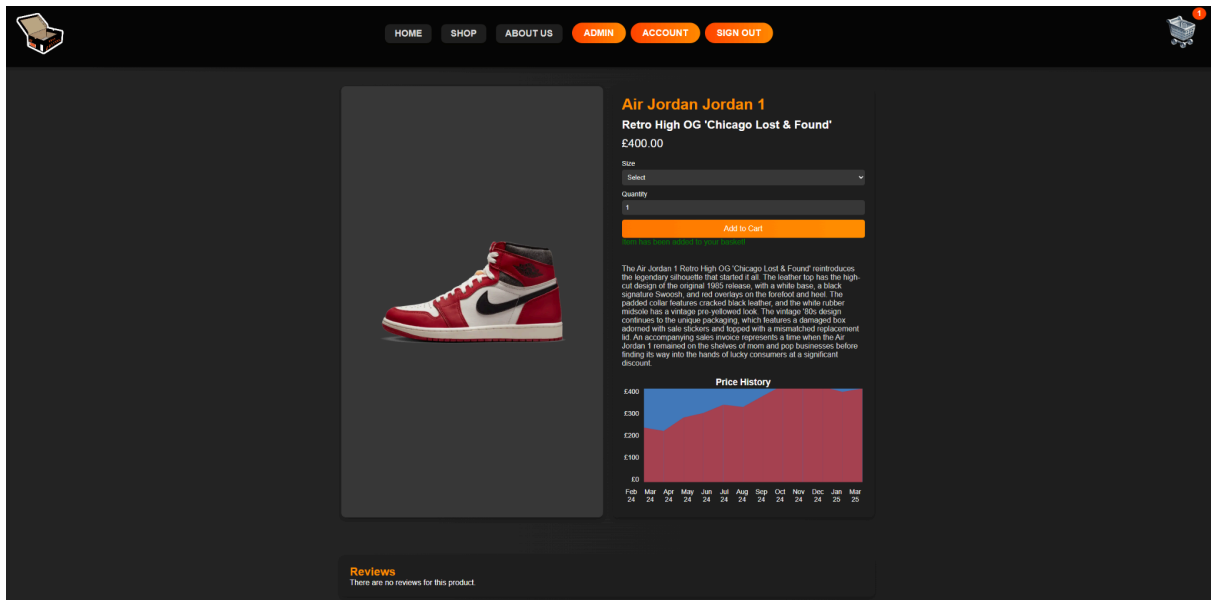 HOME SHOP ABOUT US ADMIN ACCOUNT SIGN OUT 1
Air Jordan Jordan 1
Retro High OG 'Chicago Lost & Found'
£400.00
Size
Select
Quantity
1
Add to Cart
Item has been added to your basket!
The Air Jordan 1 Retro High OG 'Chicago Lost & Found' reintroduces
the legendary silhouette that started it all. The leather top has the high-
cut design of the original 1985 release, with a white base, a black
signature Swoosh, and red overlays on the forefoot and heel. The
padded collar features cracked black leather, and the white rubber
midsole has a vintage pre-yellowed look. The vintage '80s design
continues to the unique packaging, which features a damaged box
adorned with sale stickers and topped with a mismatched replacement
lid. An accompanying sales invoice represents a time when the Air
Jordan 1 remained on the shelves of mom and pop businesses before
finding its way into the hands of lucky consumers at a significant
discount.
Price History
£400
£300
£200
£100
£0
Feb Mar Apr May Jun Jul Aug Sep Oct Nov Dec Jan Mar
24 24 24 24 24 24 24 24 24 24 24 25 25
Reviews
There are no reviews for this product.